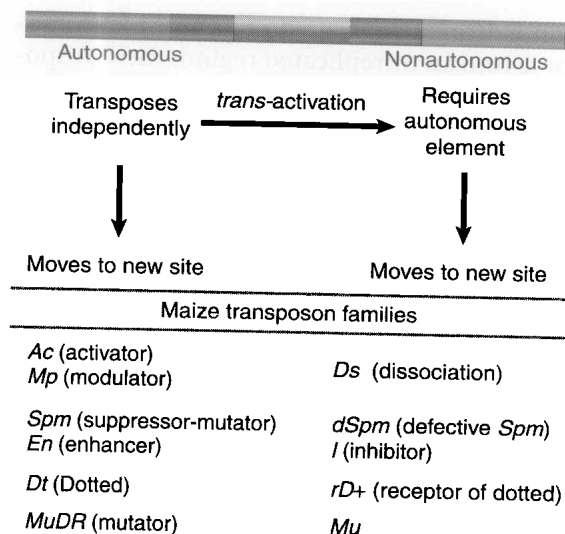 Autonomous
Nonautonomous
Transposes
independently
trans-activation
Requires
autonomous
element
Moves to new site
Moves to new site
Maize transposon families
Ac (activator)
Mp (modulator)
Ds (dissociation)
Spm (suppressor-mutator)
En (enhancer)
dSpm (defective Spm)
I (inhibitor)
Dt (Dotted)
rD+ (receptor of dotted)
MuDR (mutator)
Mu